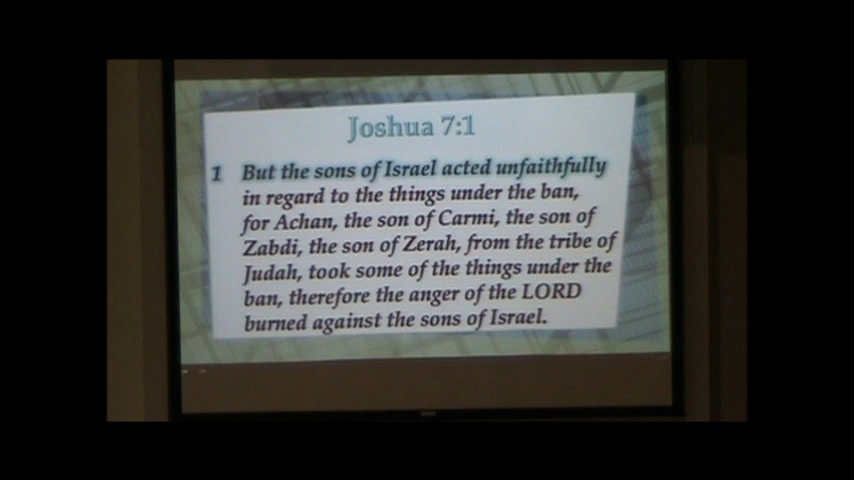 Joshua 7:1
1 But the sons of Israel acted unfaithfully
in regard to the things under the ban,
for Achan, the son of Carmi, the son of
Zabdi, the son of Zerah, from the tribe of
Judah, took some of the things under the
ban, therefore the anger of the LORD
burned against the sons of Israel.